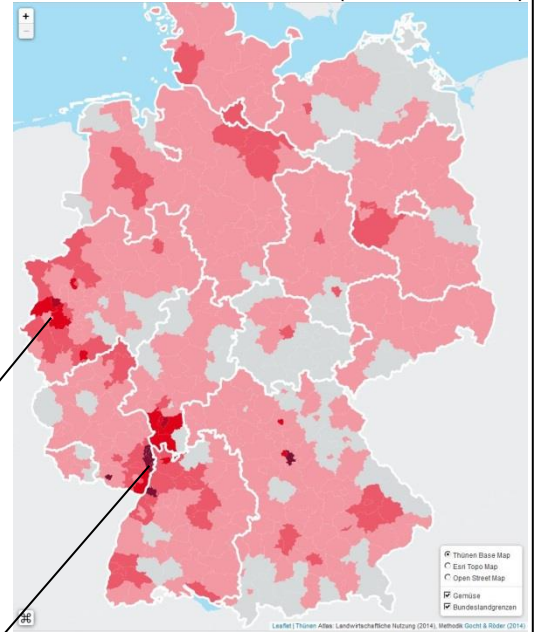 +
−
Thünen Base Map
Esri Topo Map
Open Street Map
Gemüse
Bundeslandgrenzen
⌘
Leaflet | Thünen Atlas: Landwirtschaftliche Nutzung (2014), Methodik Gocht & Röder (2014)